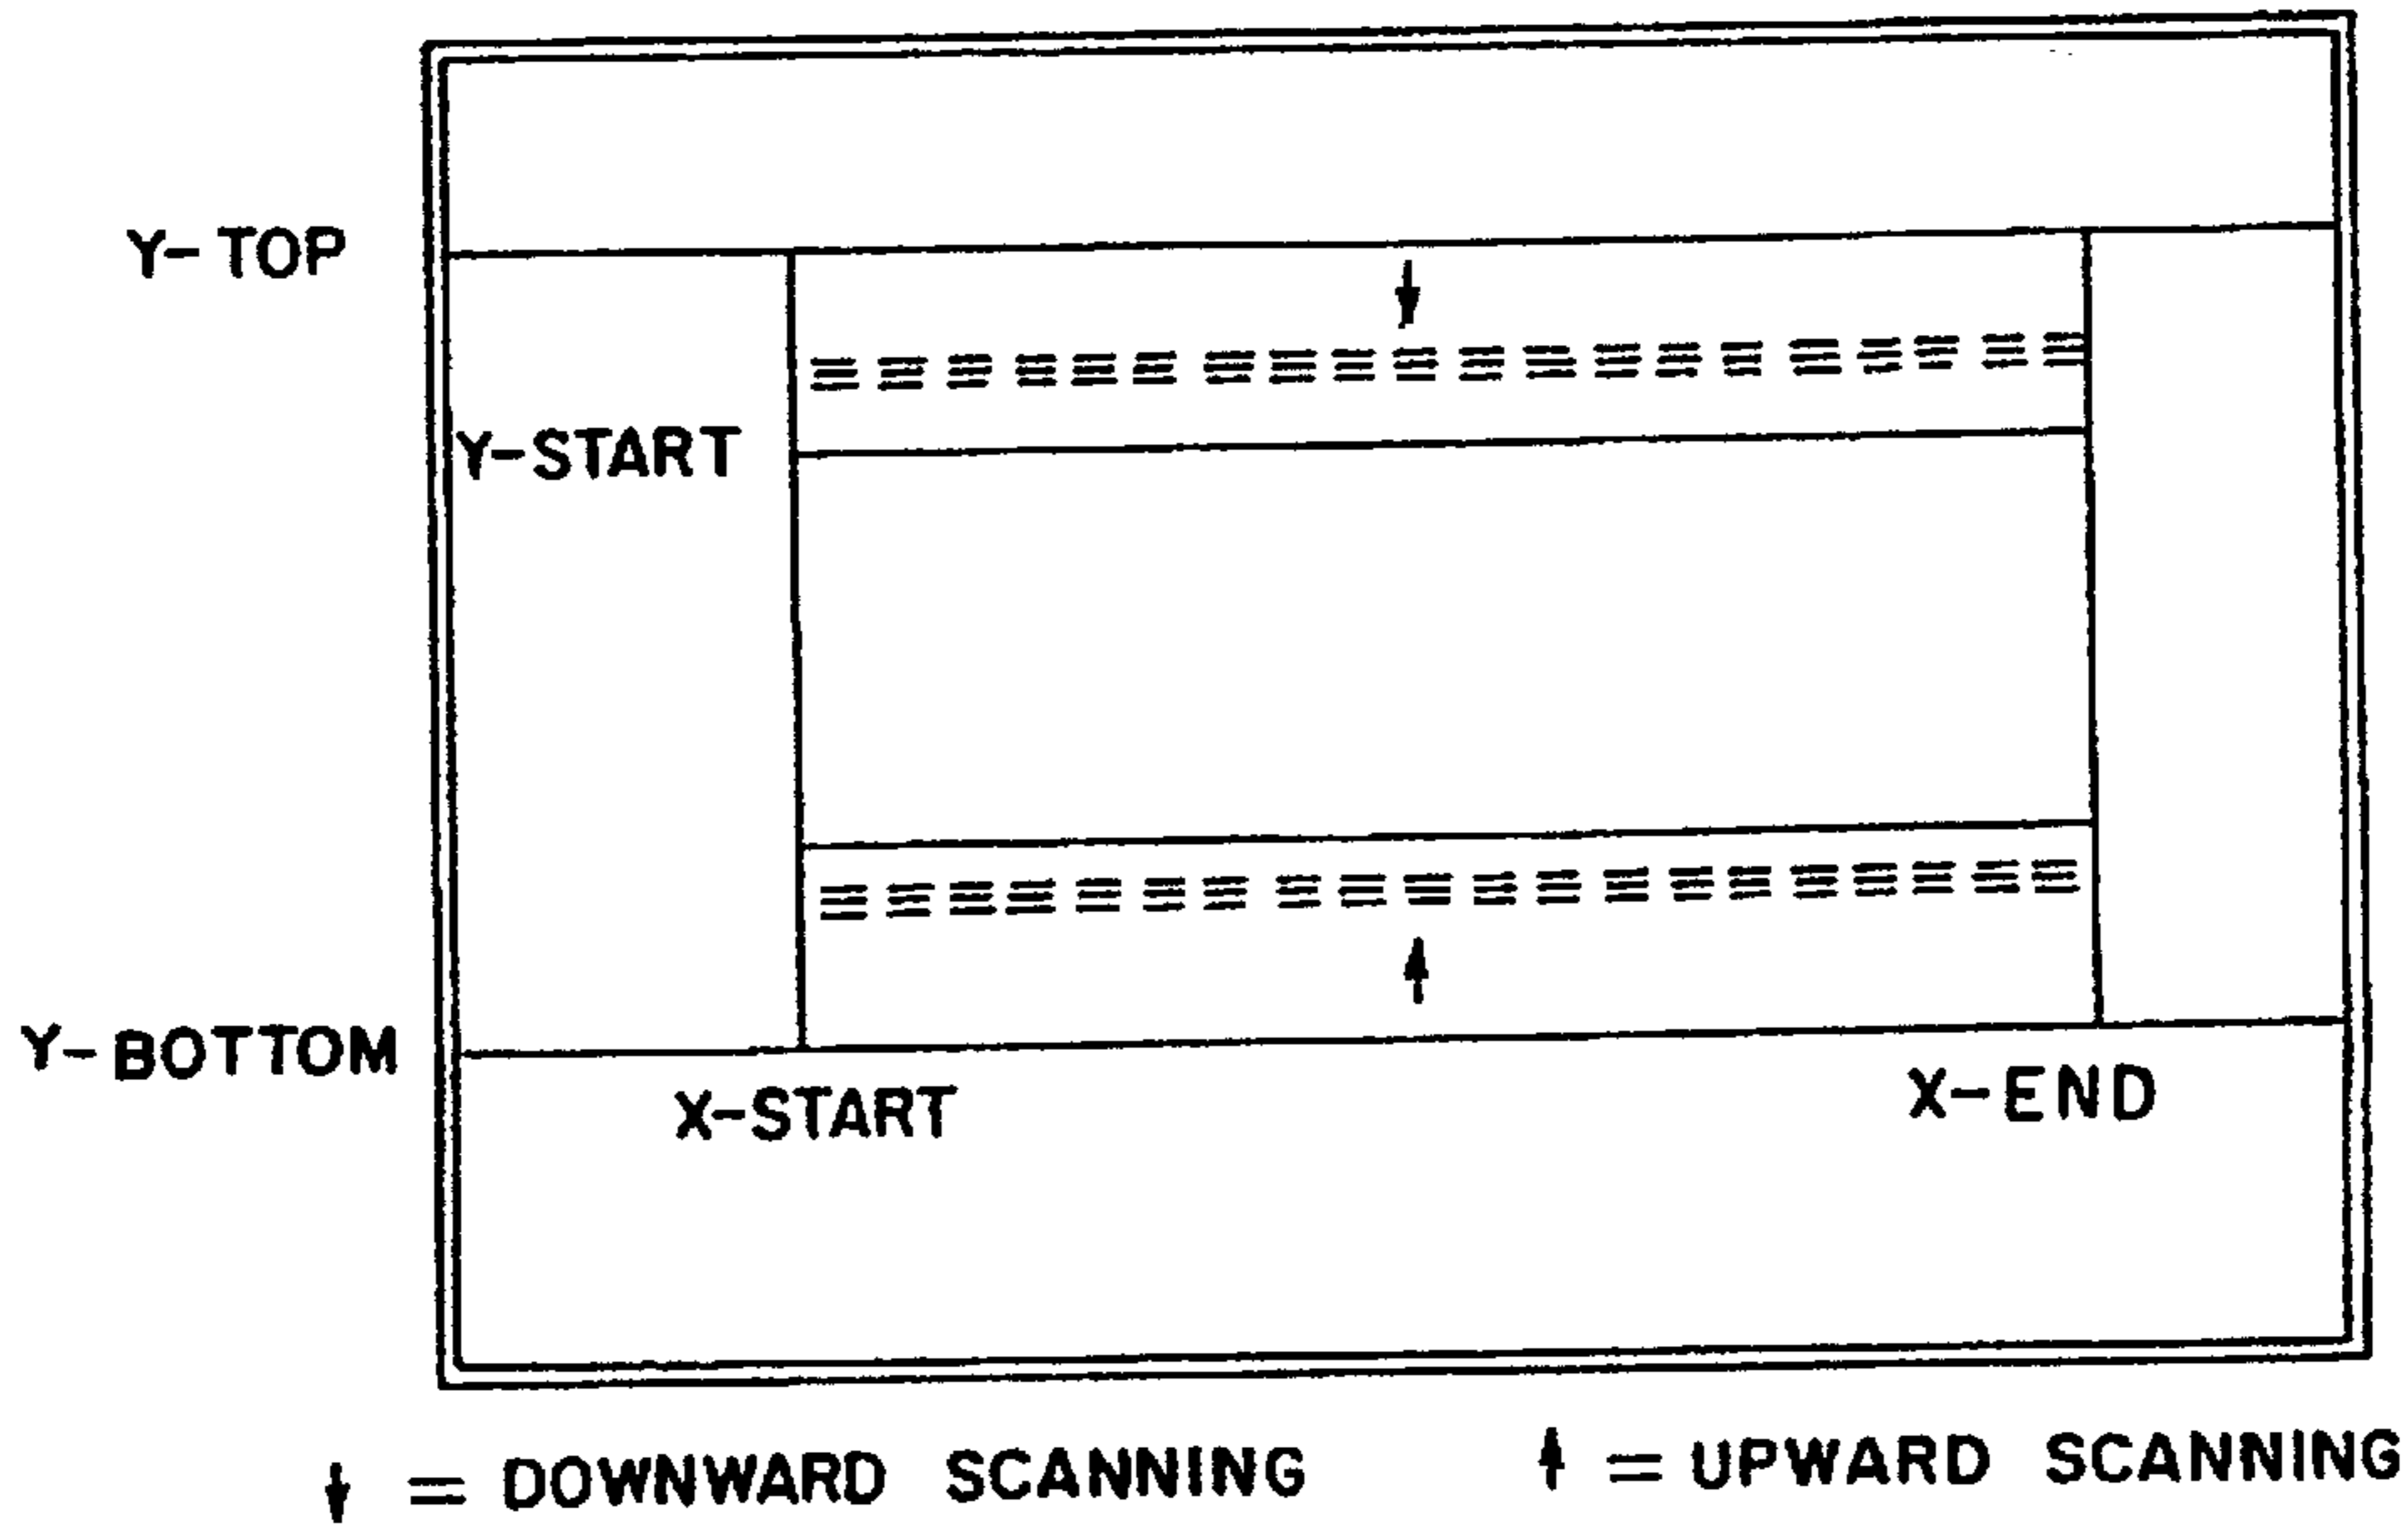 Y-TOP
Y-START
Y-BOTTOM
X-START
X-END
↓ = DOWNWARD SCANNING
↑ = UPWARD SCANNING